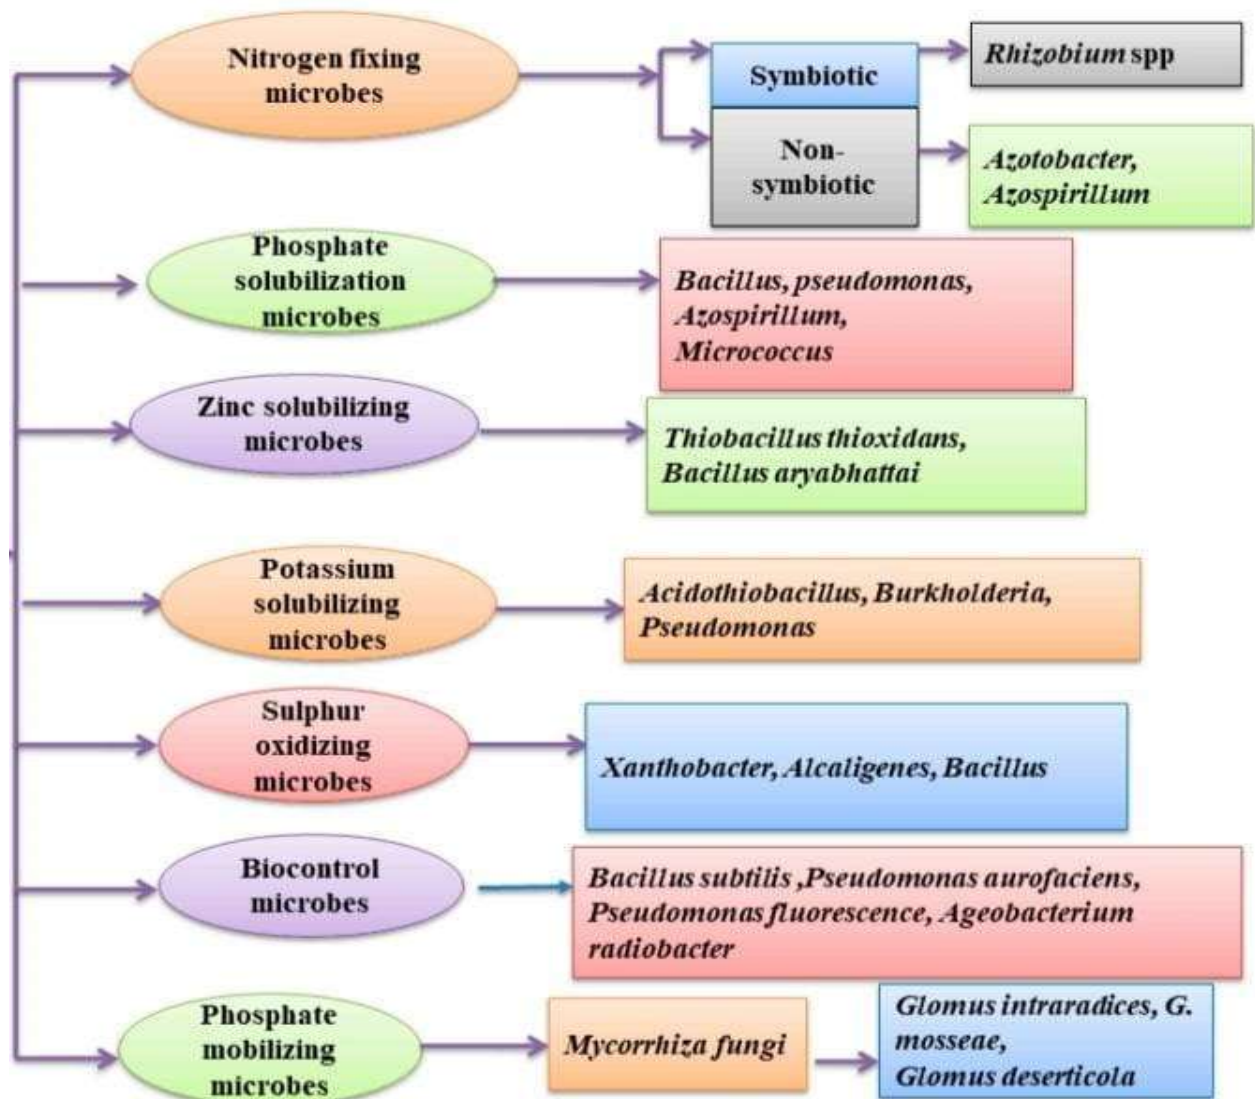 Nitrogen fixing
microbes
Symbiotic
Rhizobium spp
Non-
symbiotic
Azotobacter,
Azospirillum
Phosphate
solubilization
microbes
Bacillus, pseudomonas,
Azospirillum,
Micrococcus
Zinc solubilizing
microbes
Thiobacillus thioxidans,
Bacillus aryabhattai
Potassium
solubilizing
microbes
Acidothiobacillus, Burkholderia,
Pseudomonas
Sulphur
oxidizing
microbes
Xanthobacter, Alcaligenes, Bacillus
Biocontrol
microbes
Bacillus subtilis ,Pseudomonas aurofaciens,
Pseudomonas fluorescence, Ageobacterium
radiobacter
Phosphate
mobilizing
microbes
Mycorrhiza fungi
Glomus intraradices, G.
mosseae,
Glomus deserticola